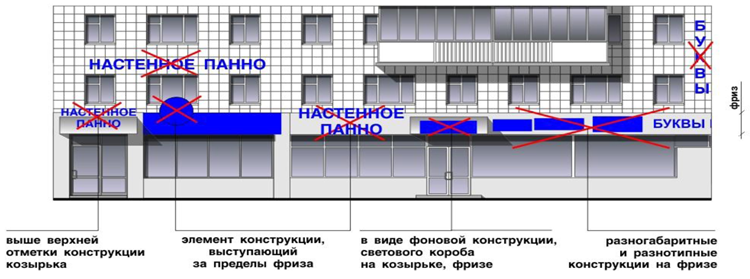 БУКВЫ
НАСТЕННОЕ ПАННО
НАСТЕННОЕ
ПАННО
НАСТЕННОЕ
ПАННО
БУКВЫ
фриз
выше верхней
отметки конструкции
козырька
элемент конструкции,
выступающий
за пределы фриза
в виде фоновой конструкции,
светового короба
на козырьке, фризе
разногабаритные
и разнотипные
конструкции на фризе